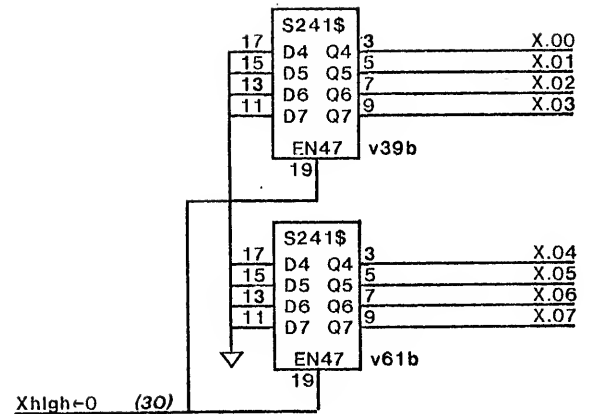 S241$
17 D4 Q4 3 X.00
15 D5 Q5 5 X.01
13 D6 Q6 7 X.02
11 D7 Q7 9 X.03
EN47 v39b
19
S241$
17 D4 Q4 3 X.04
15 D5 Q5 5 X.05
13 D6 Q6 7 X.06
11 D7 Q7 9 X.07
EN47 v61b
19
Xhigh←0 (30)